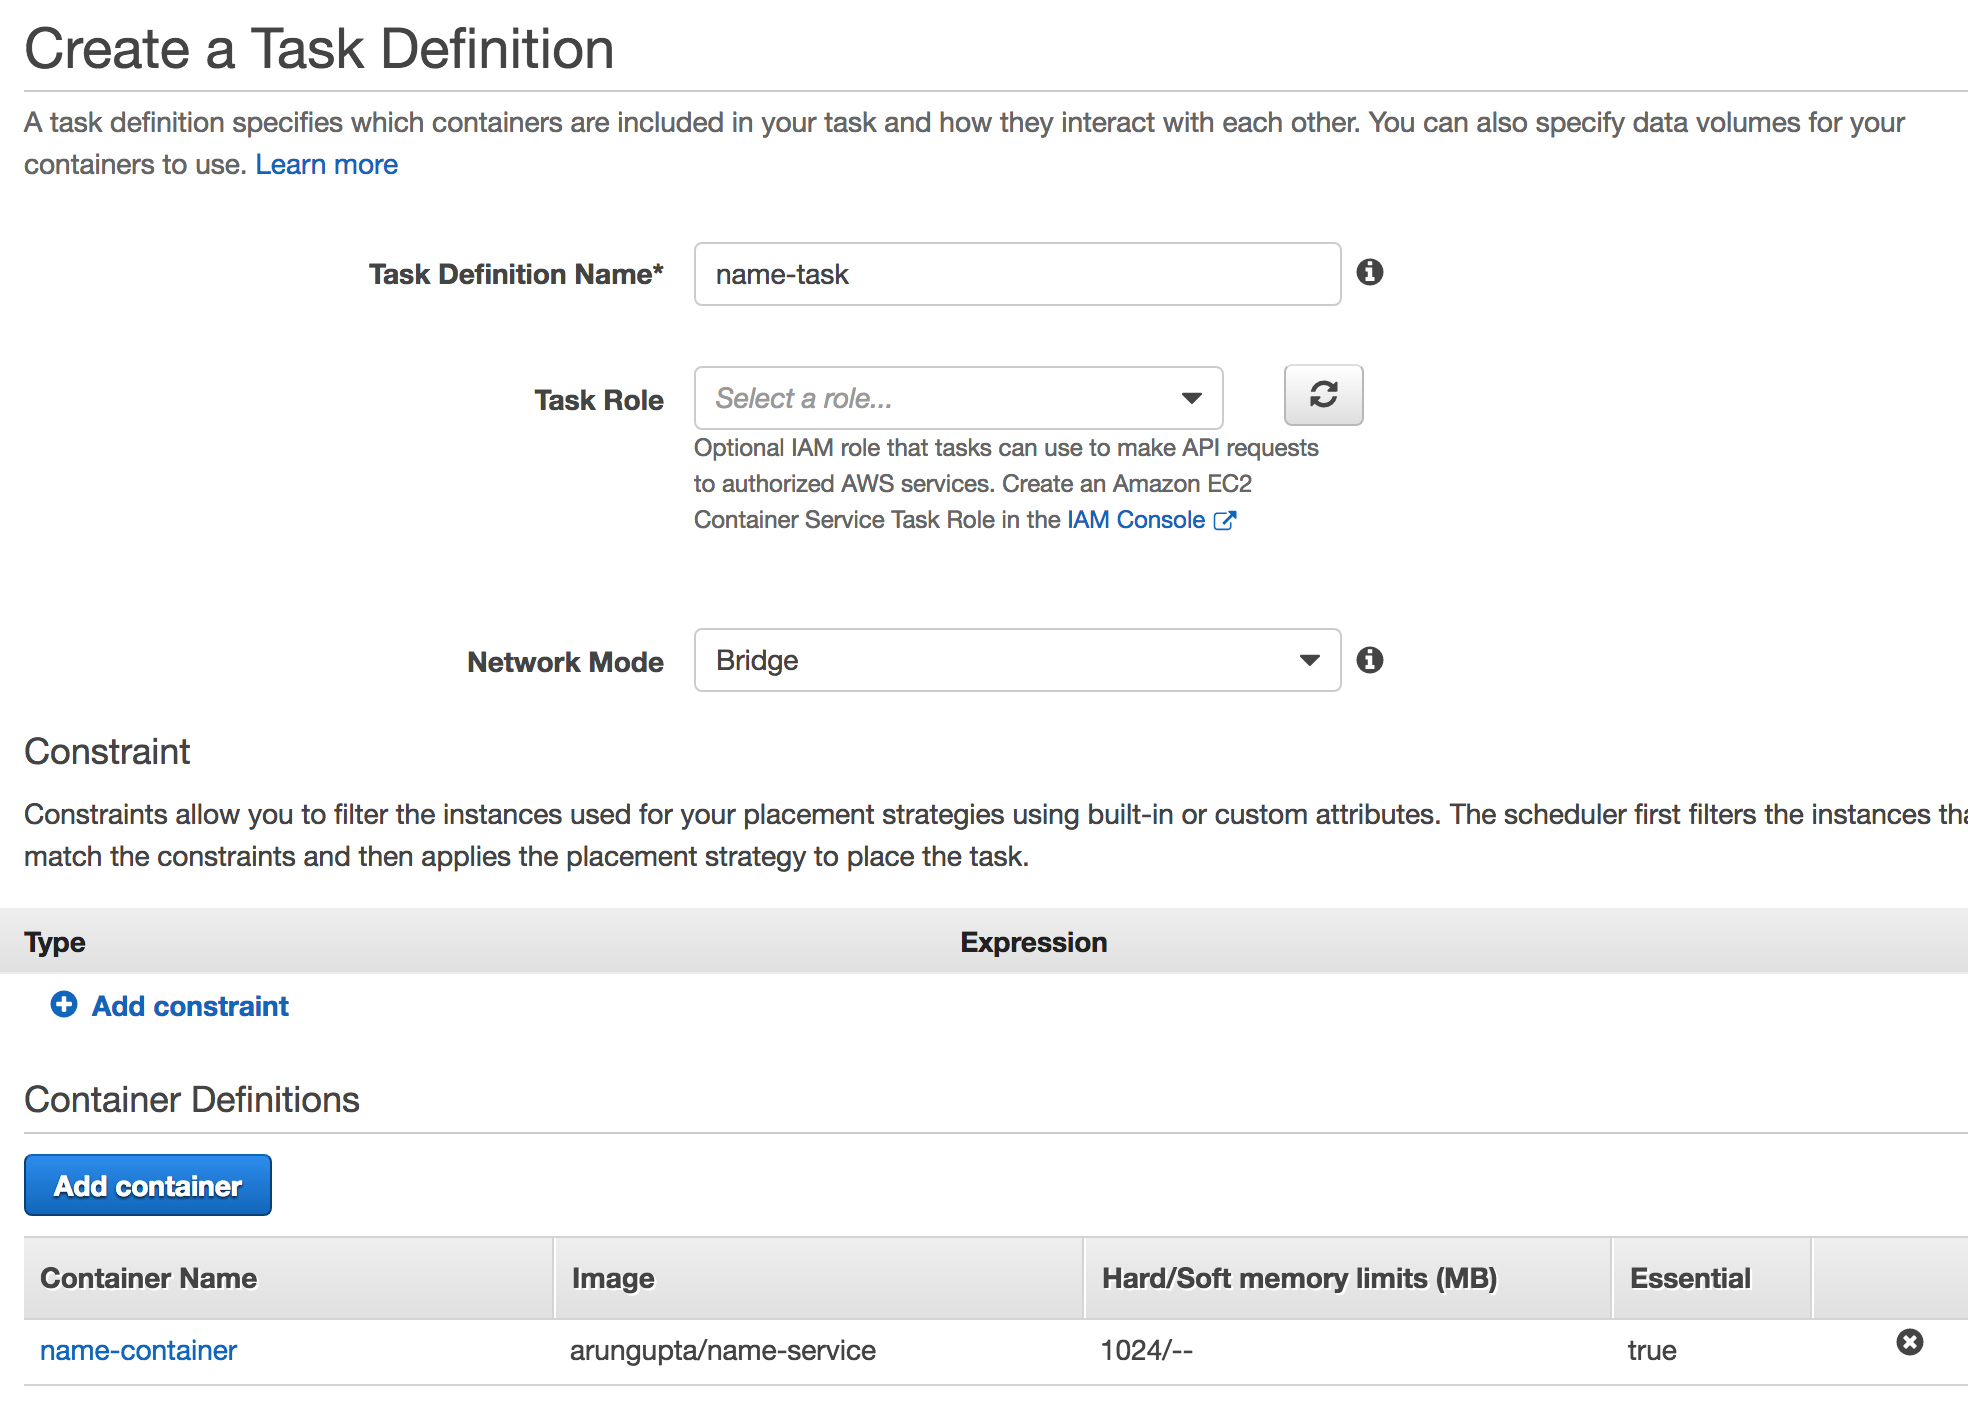 Create a Task Definition
A task definition specifies which containers are included in your task and how they interact with each other. You can also specify data volumes for your
containers to use. Learn more
Task Definition Name*
name-task
Task Role
Select a role...
Optional IAM role that tasks can use to make API requests
to authorized AWS services. Create an Amazon EC2
Container Service Task Role in the IAM Console
Network Mode
Bridge
Constraint
Constraints allow you to filter the instances used for your placement strategies using built-in or custom attributes. The scheduler first filters the instances
match the constraints and then applies the placement strategy to place the task.
Type Expression
Add constraint
Container Definitions
Add container
Container Name Image Hard/Soft memory limits (MB) Essential
name-container arungupta/name-service 1024/-- true